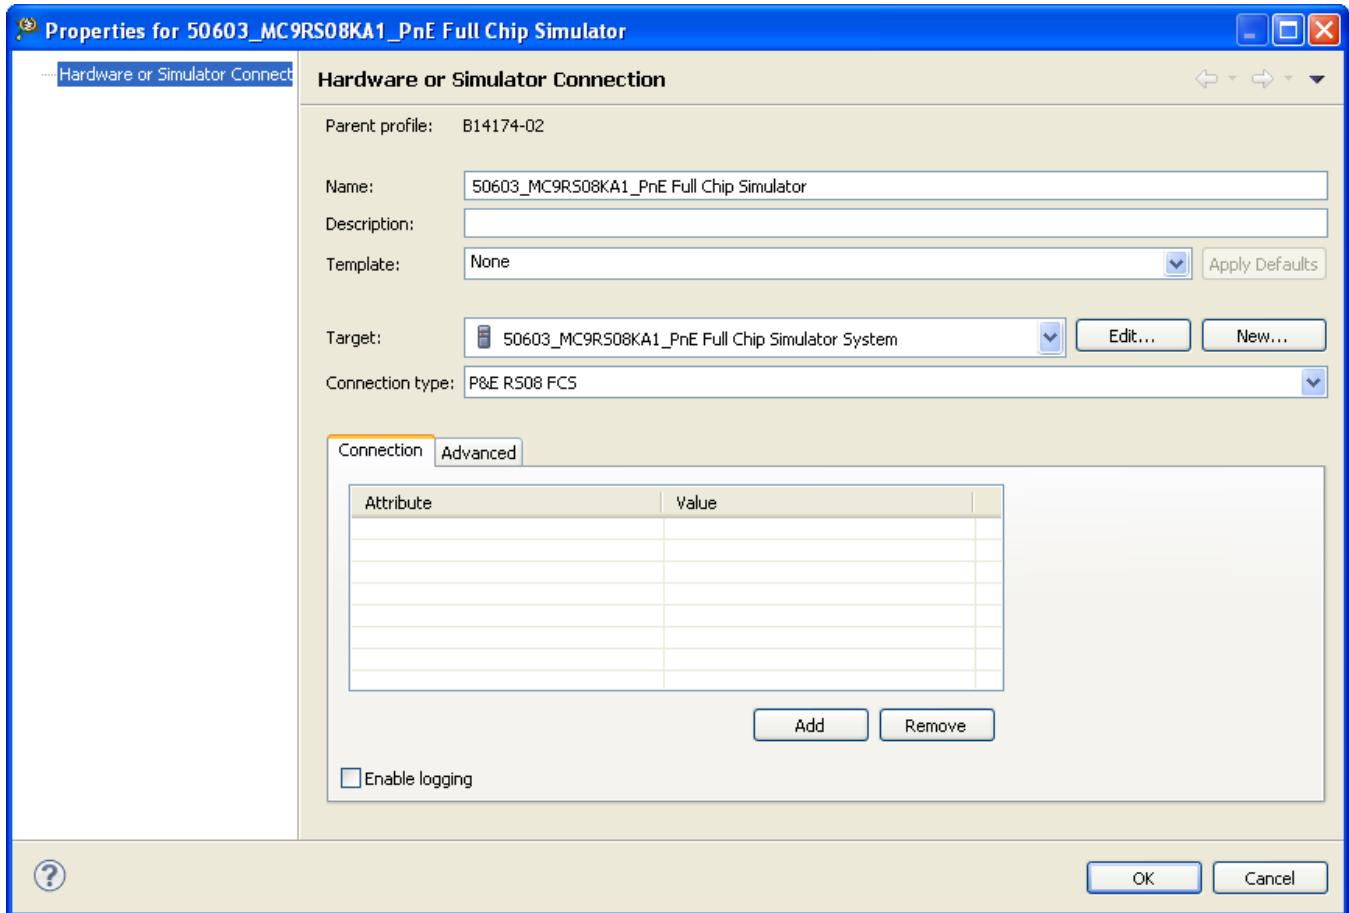 Properties for 50603_MC9RS08KA1_PnE Full Chip Simulator
Hardware or Simulator Connect
Hardware or Simulator Connection
Parent profile: B14174-02
Name: 50603_MC9RS08KA1_PnE Full Chip Simulator
Description:
Template: None Apply Defaults
Target: 50603_MC9RS08KA1_PnE Full Chip Simulator System Edit... New...
Connection type: P&E RS08 FCS
Connection Advanced
Attribute Value
Add Remove
Enable logging
? OK Cancel